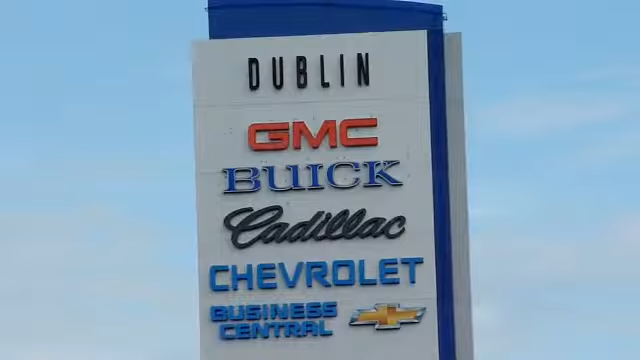 DUBLIN
GMC
BUICK
Cadillac
CHEVROLET
BUSINESS
CENTRAL